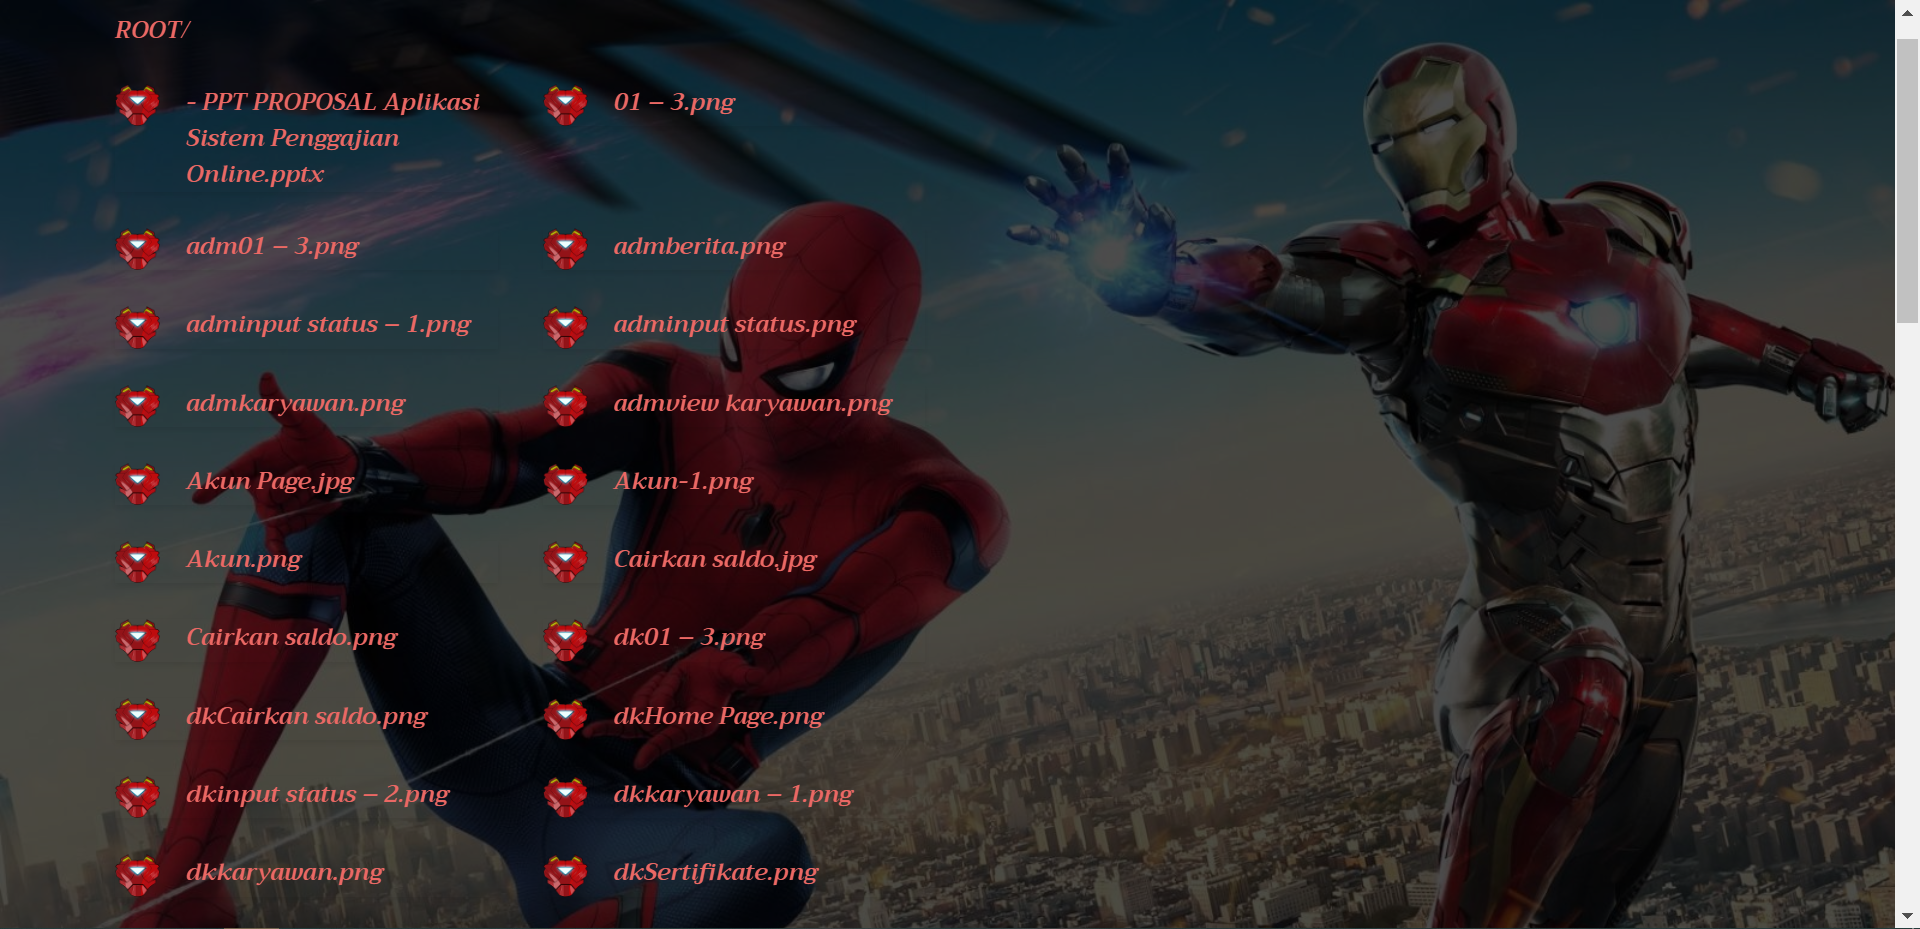 ROOT/
- PPT PROPOSAL Aplikasi
Sistem Penggajian
Online.pptx
01 – 3.png
adm01 – 3.png
admberita.png
adminput status – 1.png
adminput status.png
admkaryawan.png
admview karyawan.png
Akun Page.jpg
Akun-1.png
Akun.png
Cairkan saldo.jpg
Cairkan saldo.png
dk01 – 3.png
dkCairkan saldo.png
dkHome Page.png
dkinput status – 2.png
dkkaryawan – 1.png
dkkaryawan.png
dkSertifikate.png